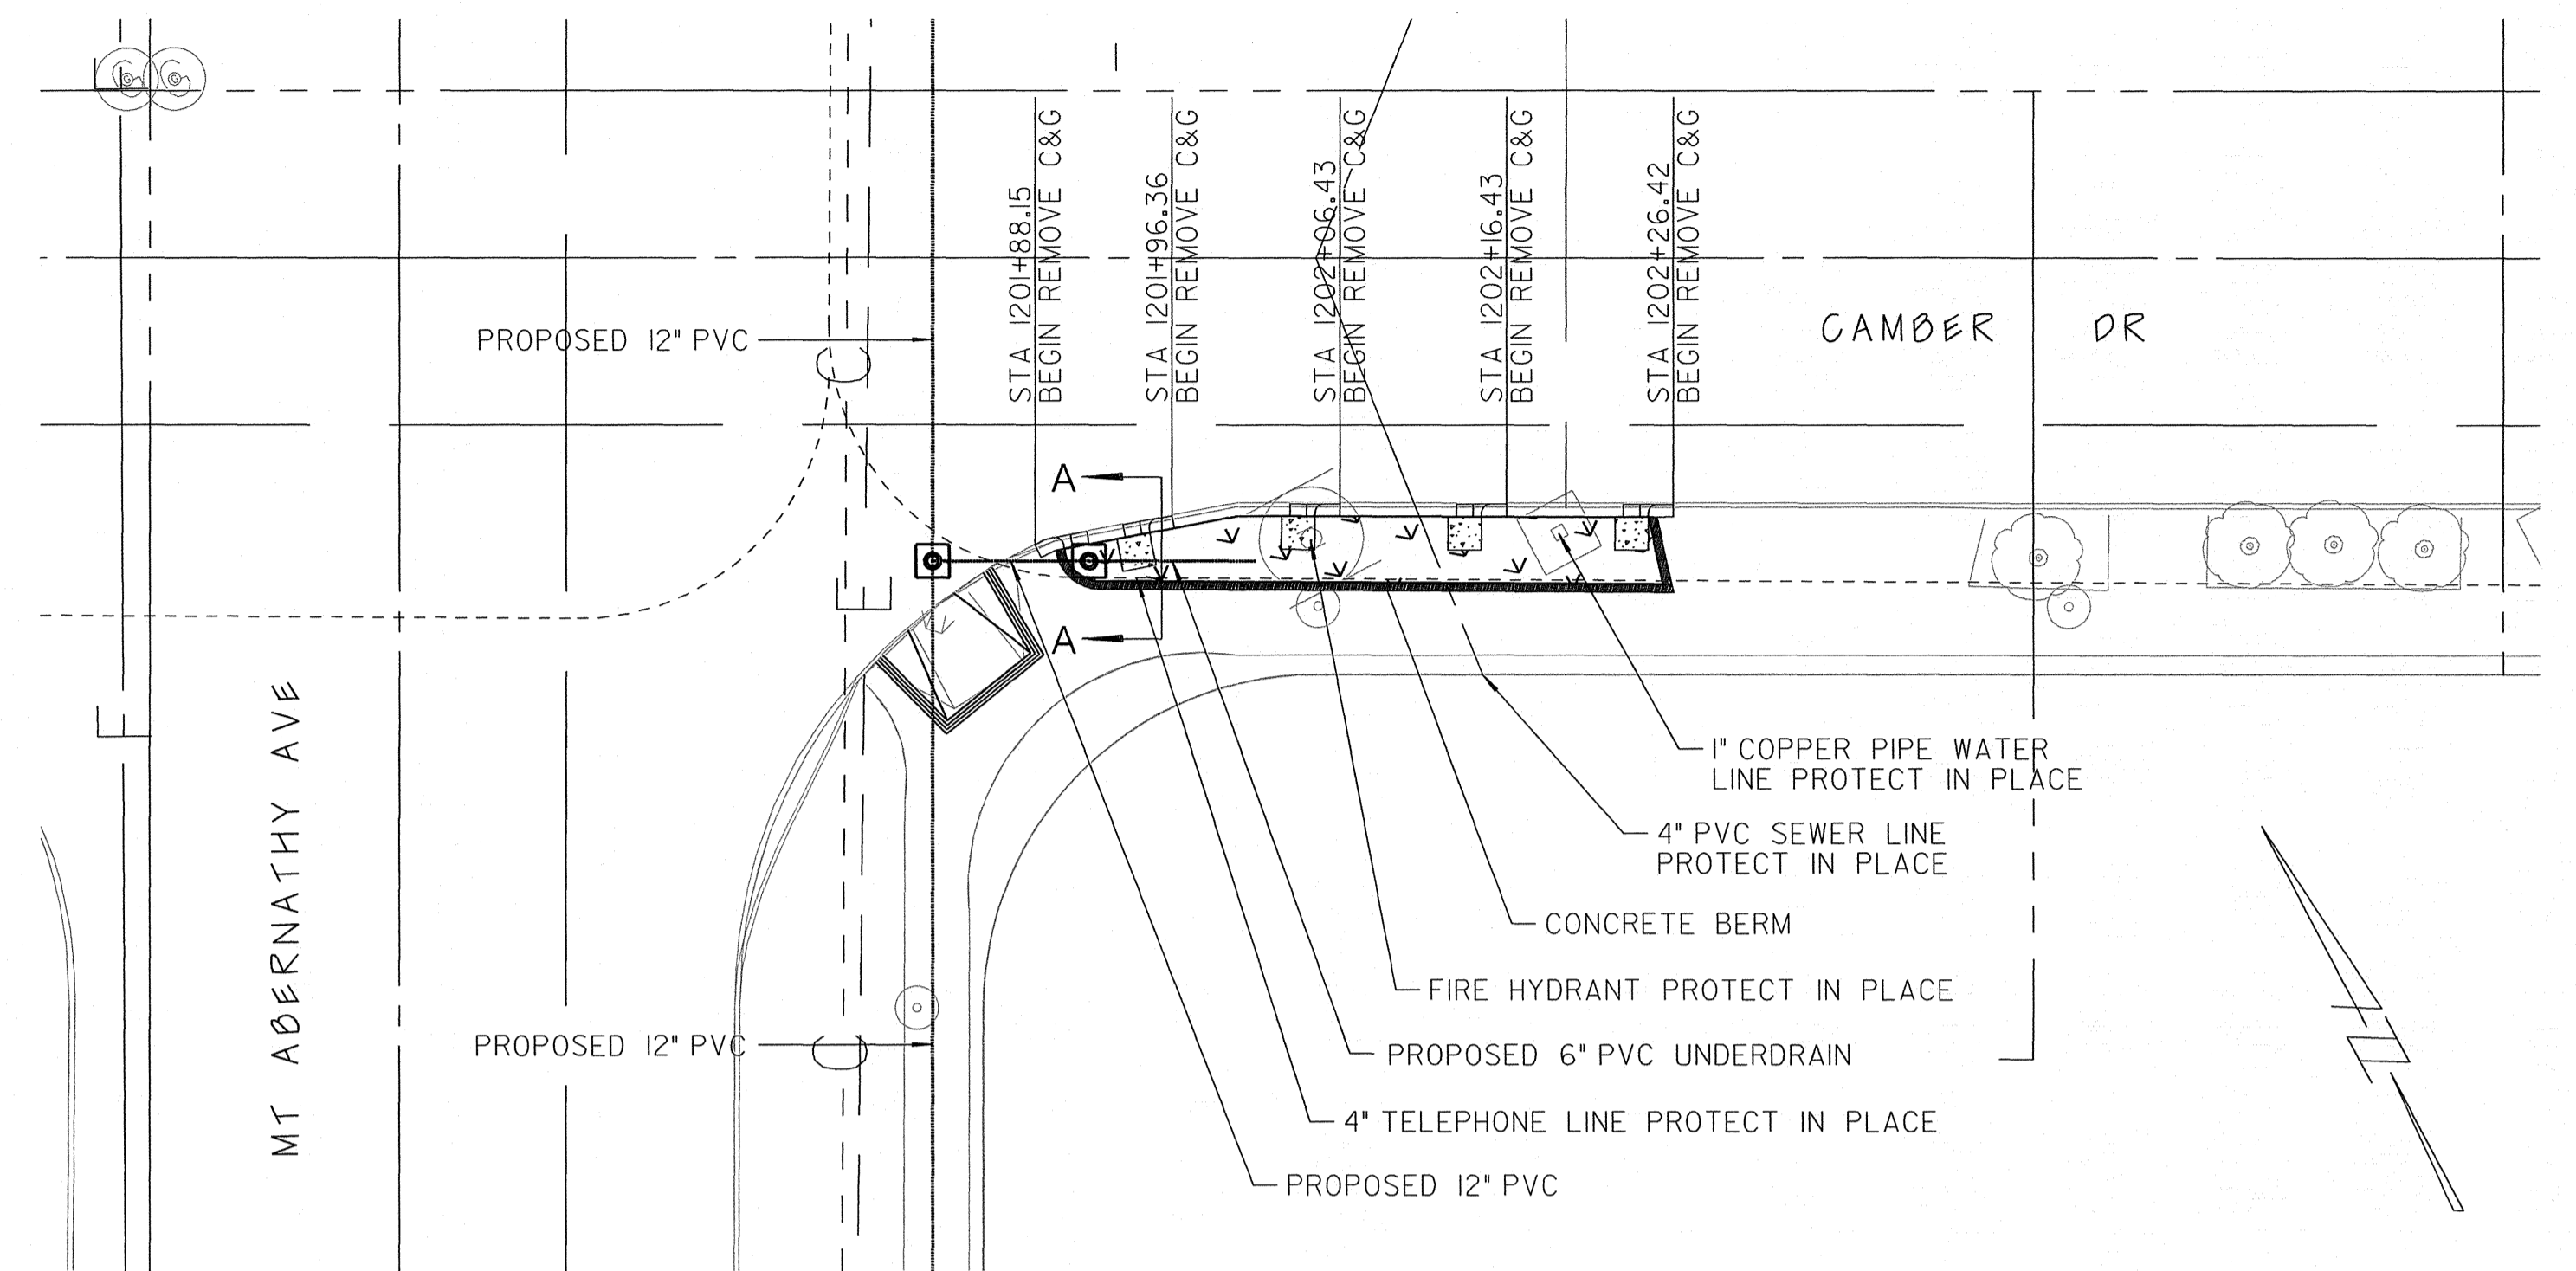 STA 1201+88.15
BEGIN REMOVE C&G
STA 1201+96.36
BEGIN REMOVE C&G
STA 1202+06.43
BEGIN REMOVE C&G
STA 1202+16.43
BEGIN REMOVE C&G
STA 1202+26.42
BEGIN REMOVE C&G
CAMBER DR
PROPOSED 12" PVC
A
A
E
E
MT ABERNATHY AVE
1" COPPER PIPE WATER
LINE PROTECT IN PLACE
4" PVC SEWER LINE
PROTECT IN PLACE
CONCRETE BERM
FIRE HYDRANT PROTECT IN PLACE
PROPOSED 12" PVC
PROPOSED 6" PVC UNDERDRAIN
4" TELEPHONE LINE PROTECT IN PLACE
PROPOSED 12" PVC